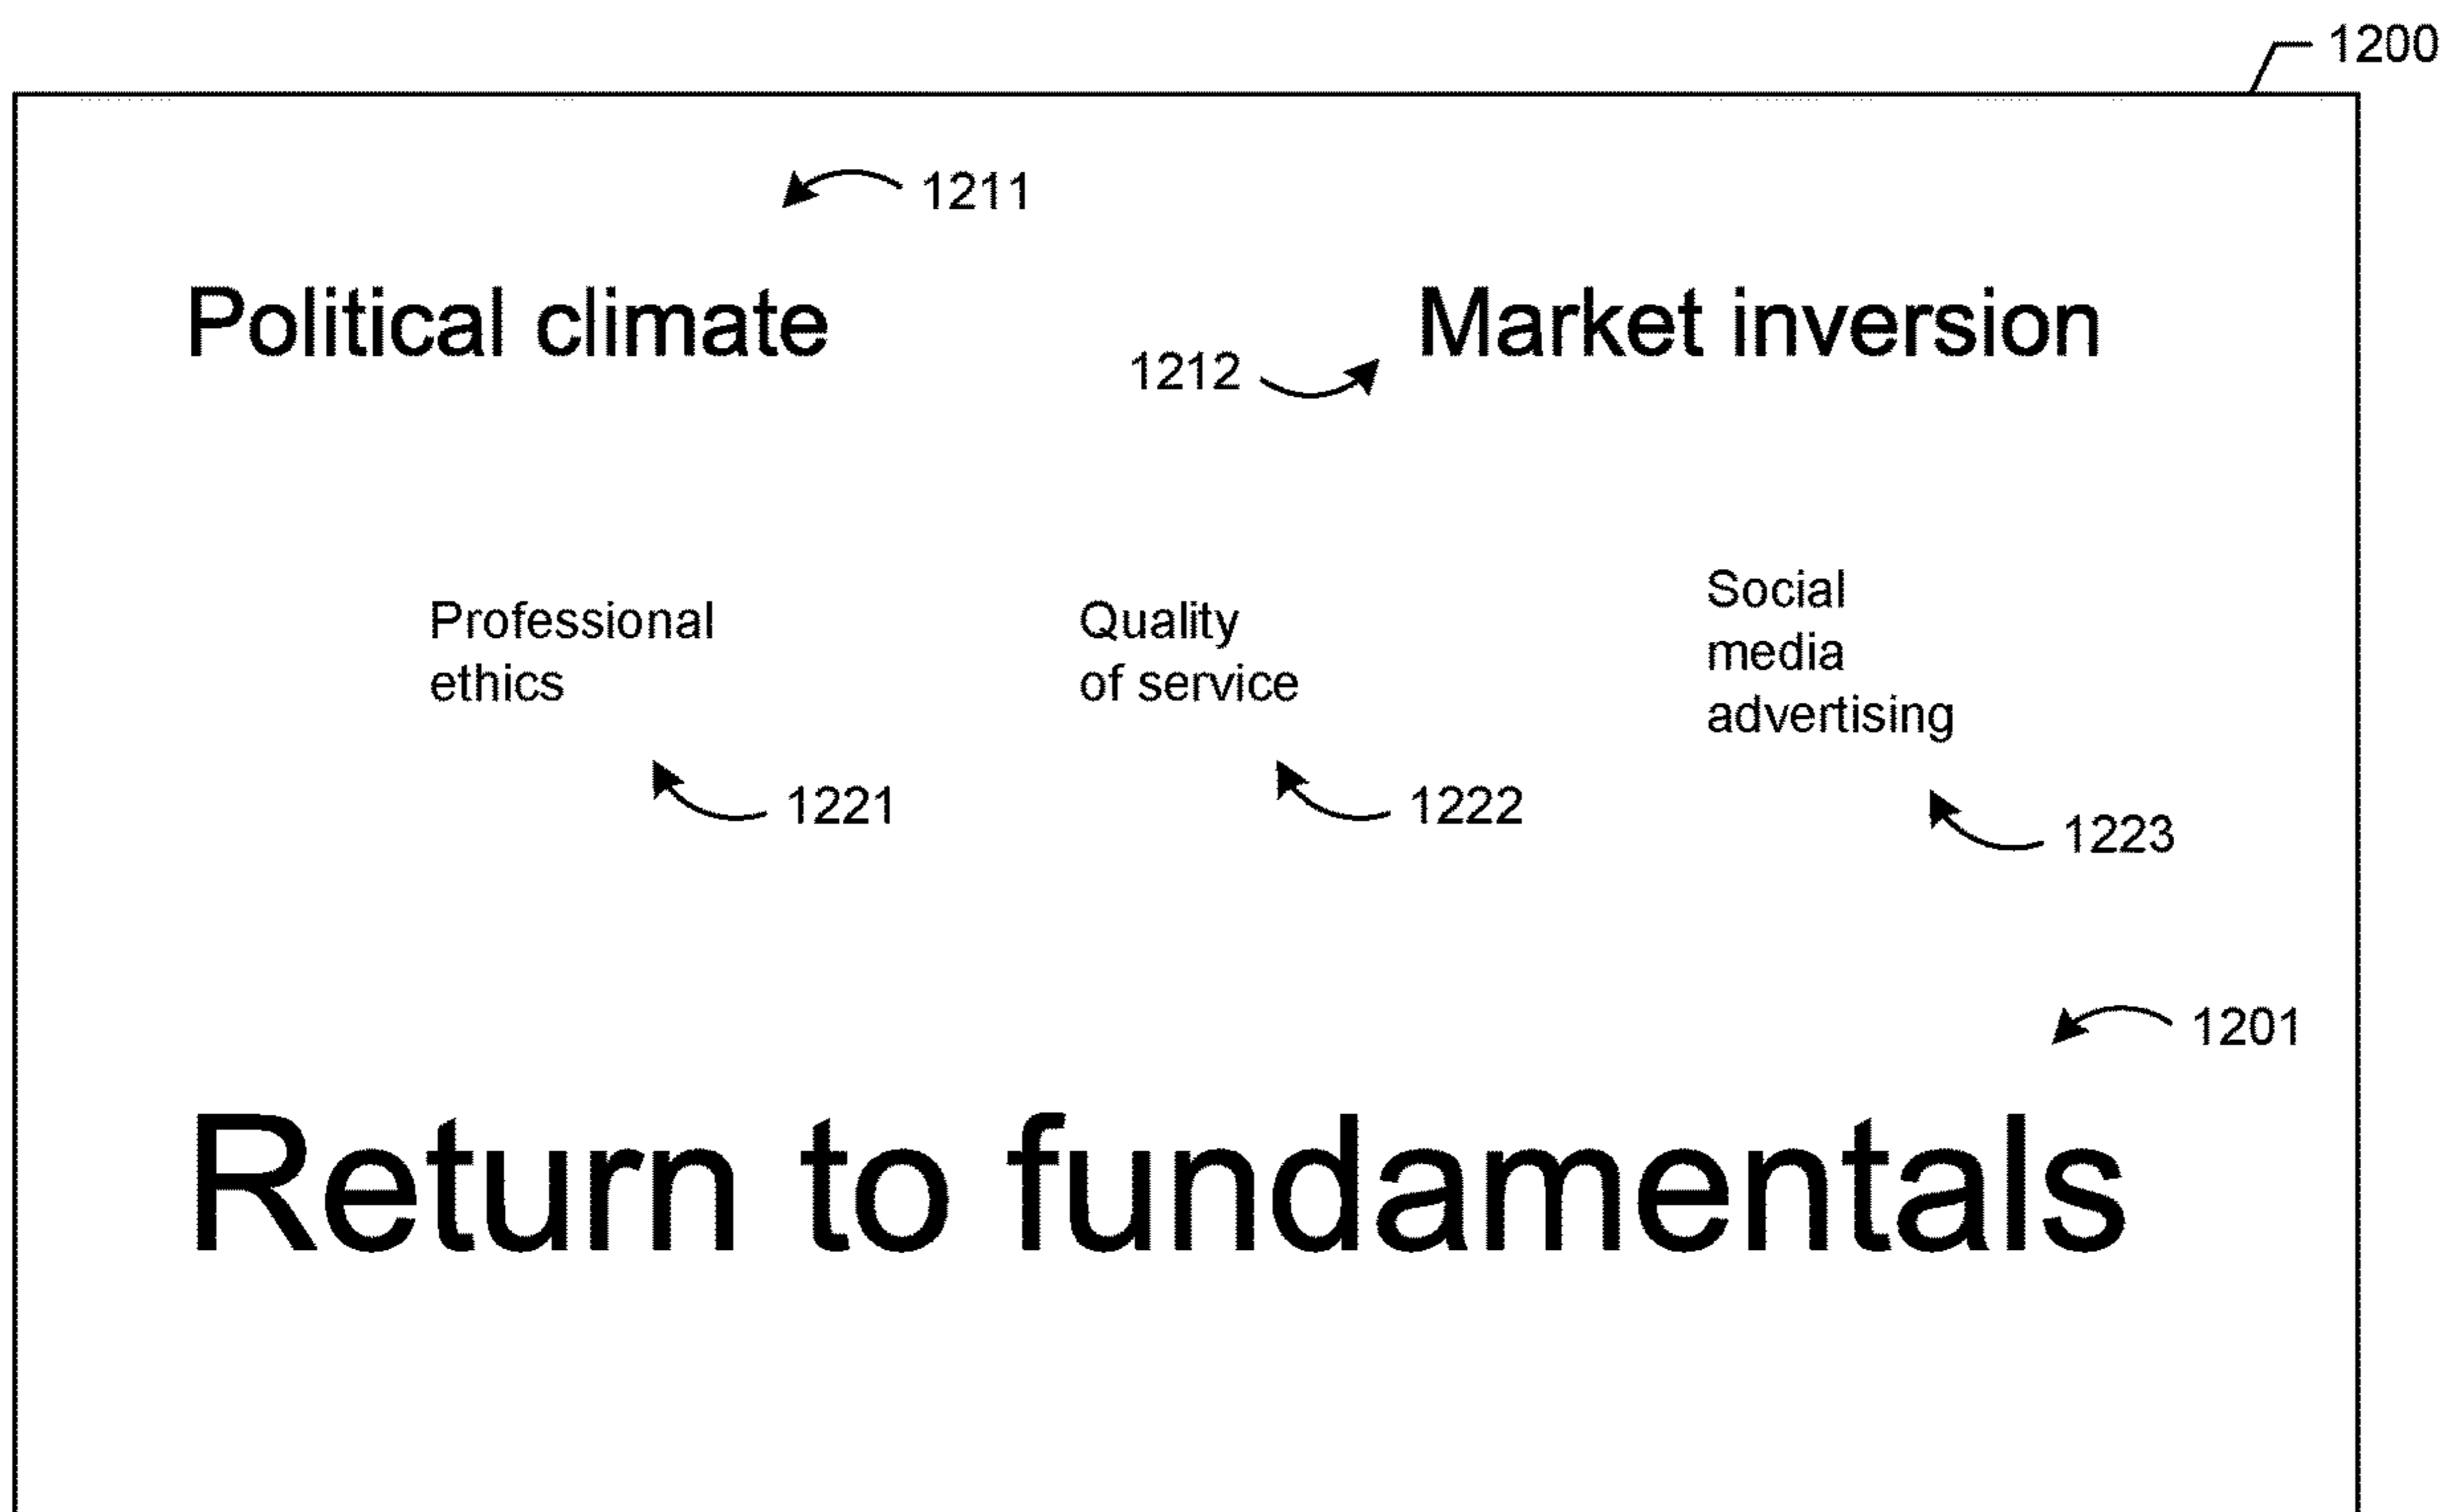 1200
1211
Political climate
Market inversion
1212
Professional
ethics
Quality
of service
Social
media
advertising
1221
1222
1223
1201
Return to fundamentals